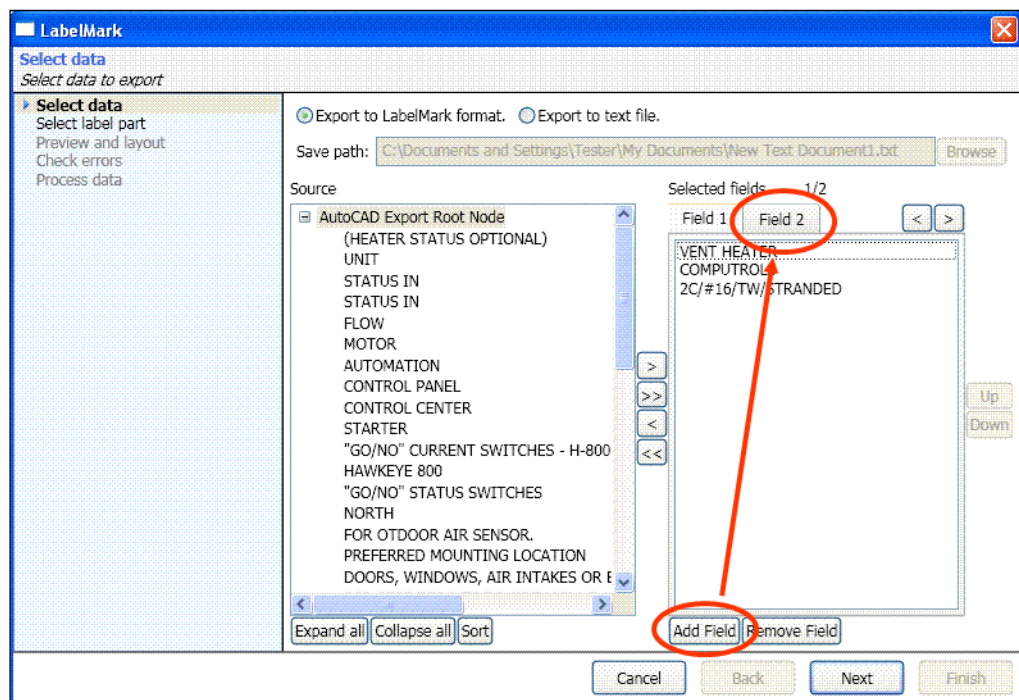 LabelMark
Select data
Select data to export
Select data
Select label part
Preview and layout
Check errors
Process data
Export to LabelMark format. Export to text file.
Save path: C:\Documents and Settings\Tester\My Documents\New Text Document1.txt Browse
Source
AutoCAD Export Root Node
(HEATER STATUS OPTIONAL)
UNIT
STATUS IN
STATUS IN
FLOW
MOTOR
AUTOMATION
CONTROL PANEL
CONTROL CENTER
STARTER
"GO/NO" CURRENT SWITCHES - H-800
HAWKEYE 800
"GO/NO" STATUS SWITCHES
NORTH
FOR OTDOOR AIR SENSOR.
PREFERRED MOUNTING LOCATION
DOORS, WINDOWS, AIR INTAKES OR E
Expand all Collapse all Sort
>
>>
<
<<
Selected fields 1/2
Field 1 Field 2 < >
VENT HEATER
COMPUTROL
2C/#16/TW/STRANDED
Up
Down
Add Field Remove Field
Cancel Back Next Finish